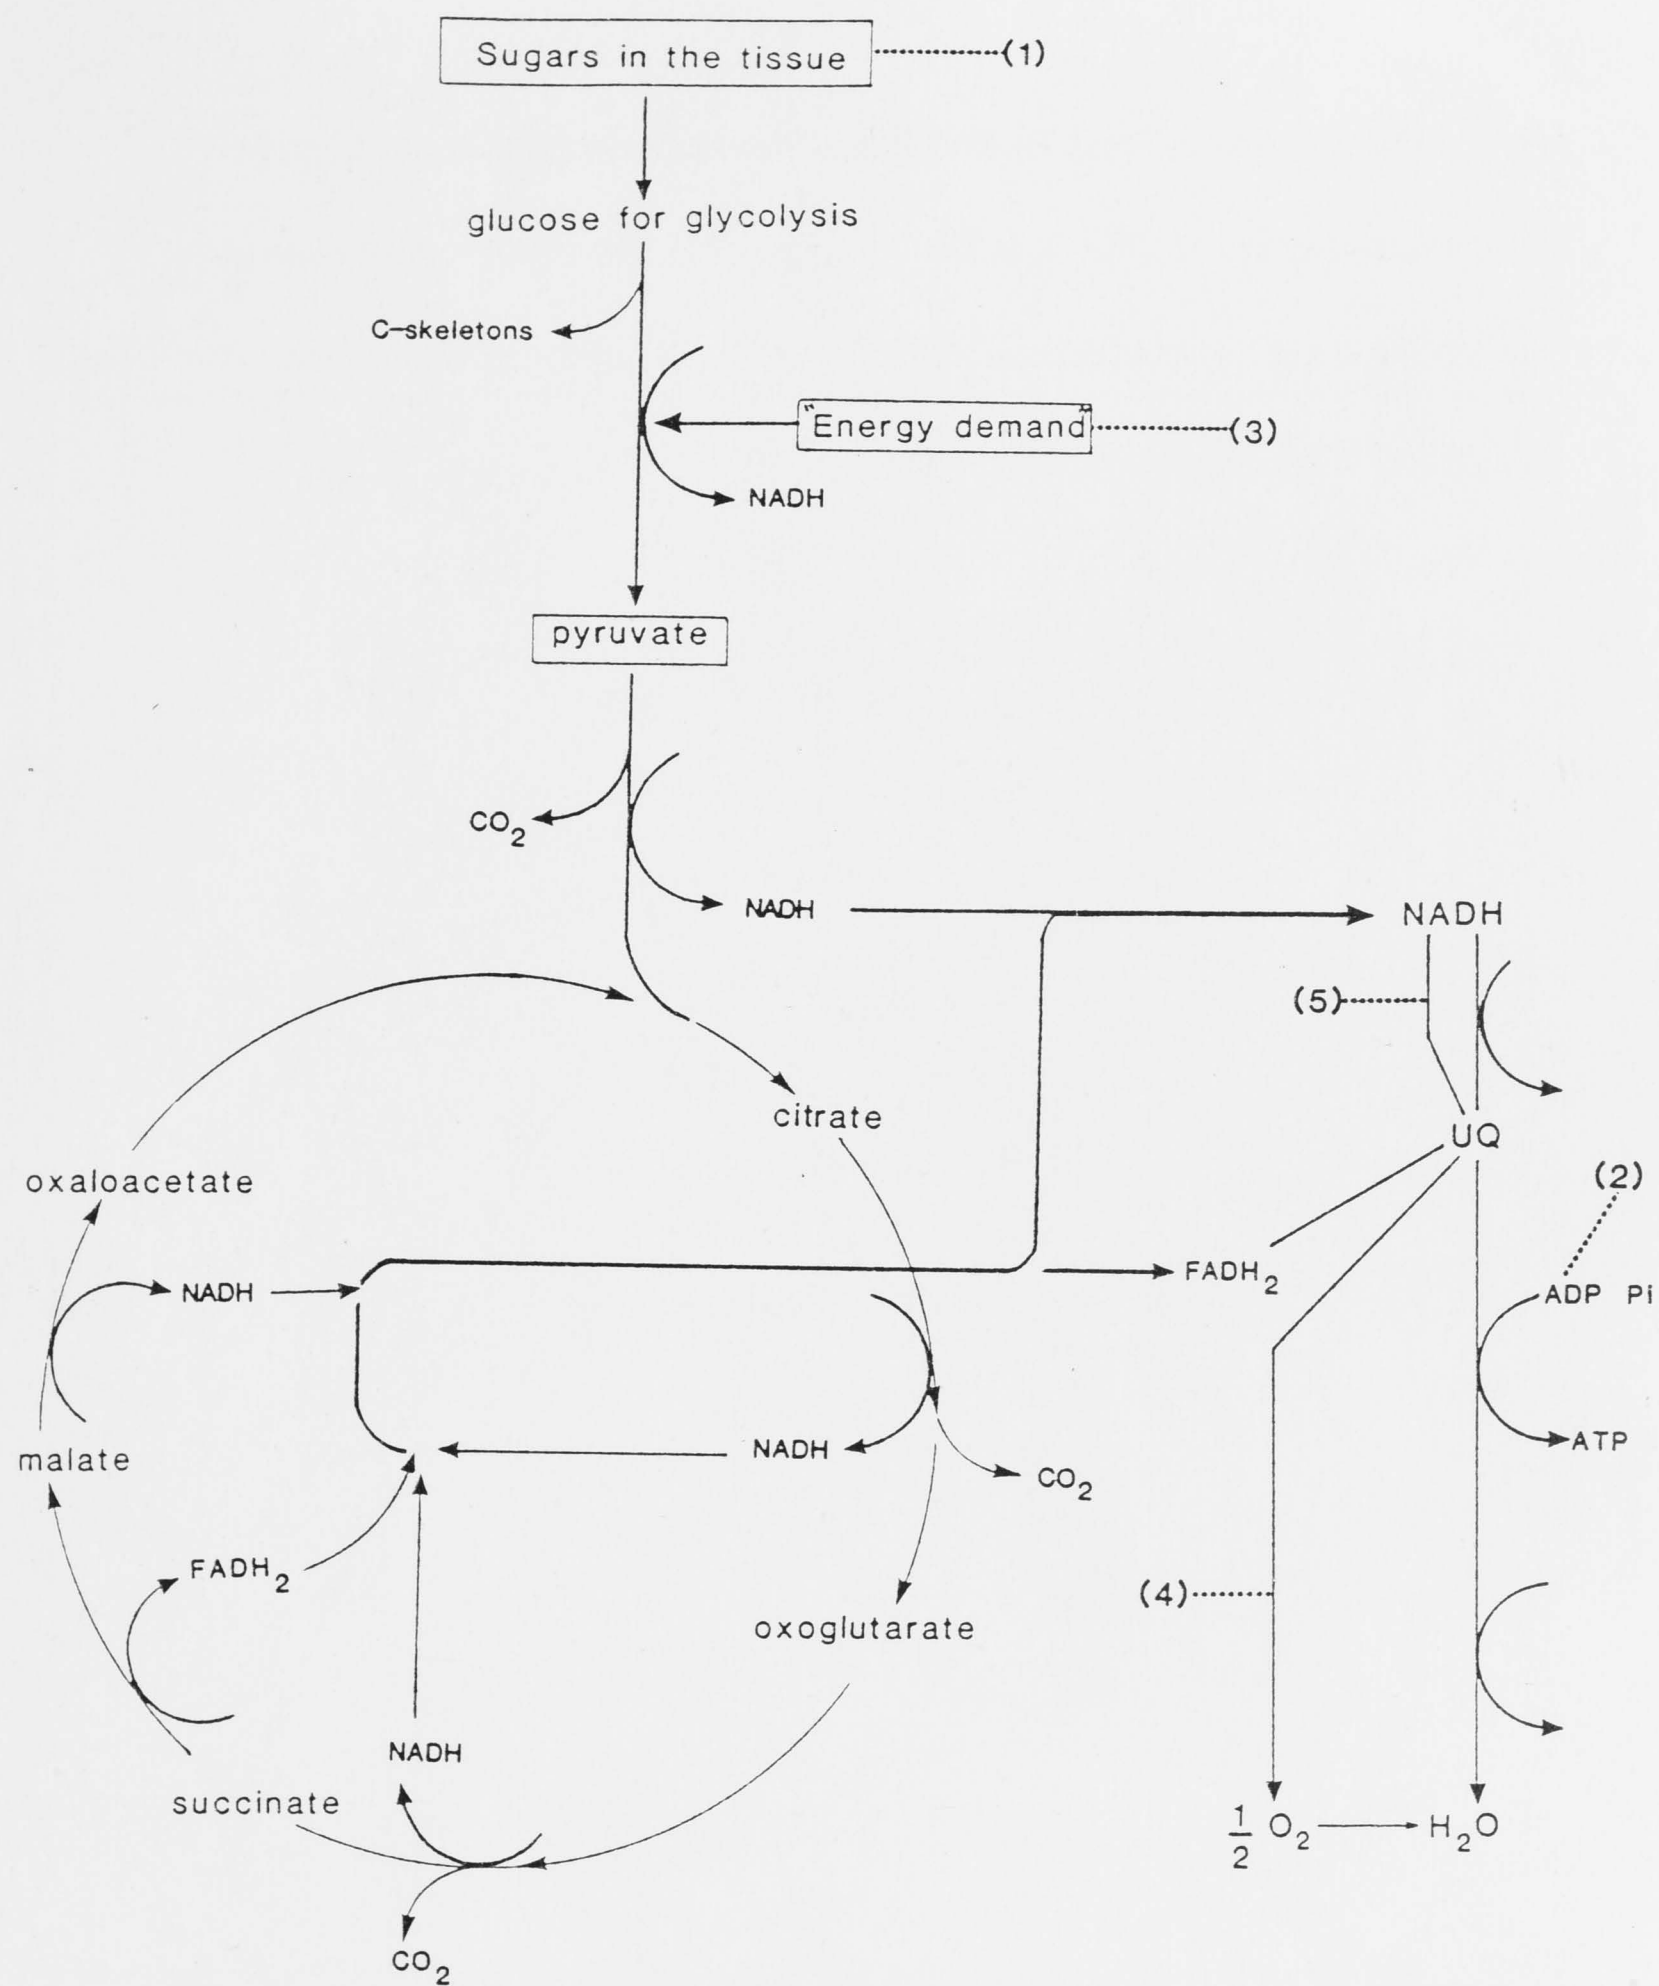 Sugars in the tissue
(1)
glucose for glycolysis
C-skeletons
"Energy demand"
(3)
NADH
pyruvate
CO2
NADH
NADH
(5)
citrate
UQ
oxaloacetate
(2)
NADH
FADH2
ADP Pi
malate
NADH
ATP
CO2
FADH2
(4)
oxoglutarate
NADH
succinate
1/2 O2
H2O
CO2